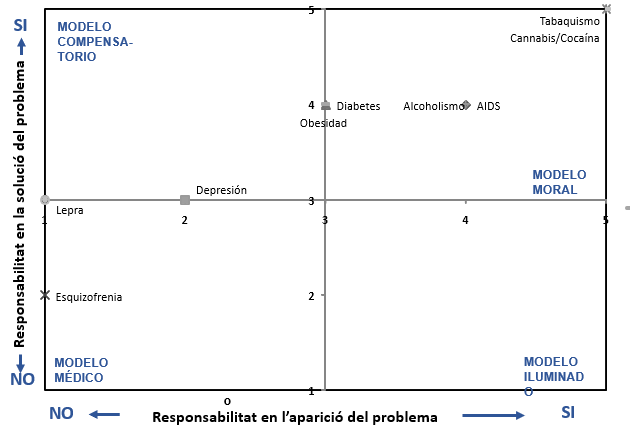 SI
MODELO
COMPENSA-
TORIO
5
Tabaquismo
Cannabis/Cocaína
4
Diabetes
Obesidad
Alcoholismo
AIDS
MODELO
MORAL
Depresión
3
Lepra
1
2
3
4
5
Esquizofrenia
2
MODELO
MÉDICO
MODELO
ILUMINAD
O
1
NO
Responsabilitat en la solució del problema
o
NO
Responsabilitat en l’aparició del problema
SI